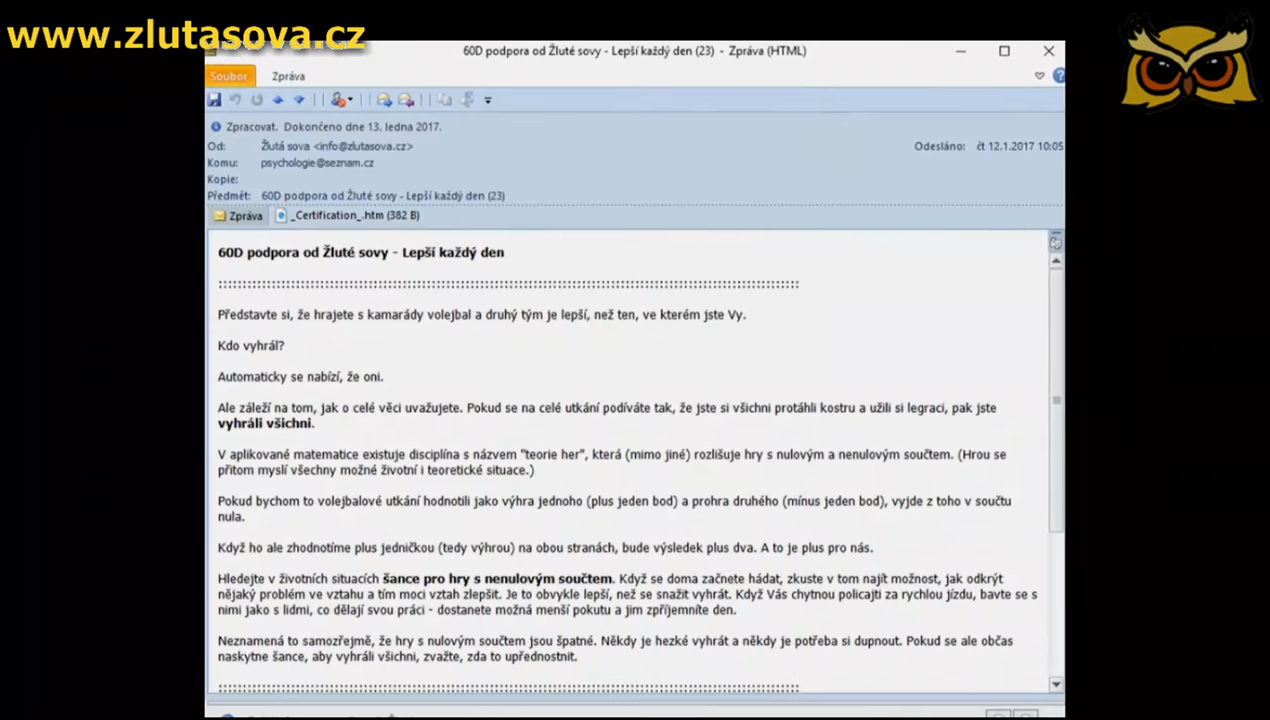 www.zlutasova.cz
60D podpora od Žluté sovy - Lepší každý den (23) - Zpráva (HTML)
Soubor Zpráva
Zpracovat. Dokončeno dne 13. ledna 2017.
Od: Žlutá sova <info@zlutasova.cz> Odesláno: čt 12.1.2017 10:05
Komu: psychologie@seznam.cz
Kopie:
Předmět: 60D podpora od Žluté sovy - Lepší každý den (23)
Zpráva _Certification_.htm (382 B)
60D podpora od Žluté sovy - Lepší každý den
Představte si, že hrajete s kamarády volejbal a druhý tým je lepší, než ten, ve kterém jste Vy.
Kdo vyhrál?
Automaticky se nabízí, že oni.
Ale záleží na tom, jak o celé věci uvažujete. Pokud se na celé utkání podíváte tak, že jste si všichni protáhli kostru a užili si legraci, pak jste
vyhráli všichni.
V aplikované matematice existuje disciplína s názvem "teorie her", která (mimo jiné) rozlišuje hry s nulovým a nenulovým součtem. (Hrou se
přitom myslí všechny možné životní i teoretické situace.)
Pokud bychom to volejbalové utkání hodnotili jako výhra jednoho (plus jeden bod) a prohra druhého (mínus jeden bod), vyjde z toho v součtu
nula.
Když ho ale zhodnotíme plus jedničkou (tedy výhrou) na obou stranách, bude výsledek plus dva. A to je plus pro nás.
Hledejte v životních situacích šance pro hry s nenulovým součtem. Když se doma začnete hádat, zkuste v tom najít možnost, jak odkrýt
nějaký problém ve vztahu a tím moci vztah zlepšit. Je to obvykle lepší, než se snažit vyhrát. Když Vás chytnou policajti za rychlou jízdu, bavte se s
nimi jako s lidmi, co dělají svou práci - dostanete možná menší pokutu a jim zpříjemníte den.
Neznamená to samozřejmě, že hry s nulovým součtem jsou špatné. Někdy je hezké vyhrát a někdy je potřeba si dupnout. Pokud se ale občas
naskytne šance, aby vyhráli všichni, zvažte, zda to upřednostnit.